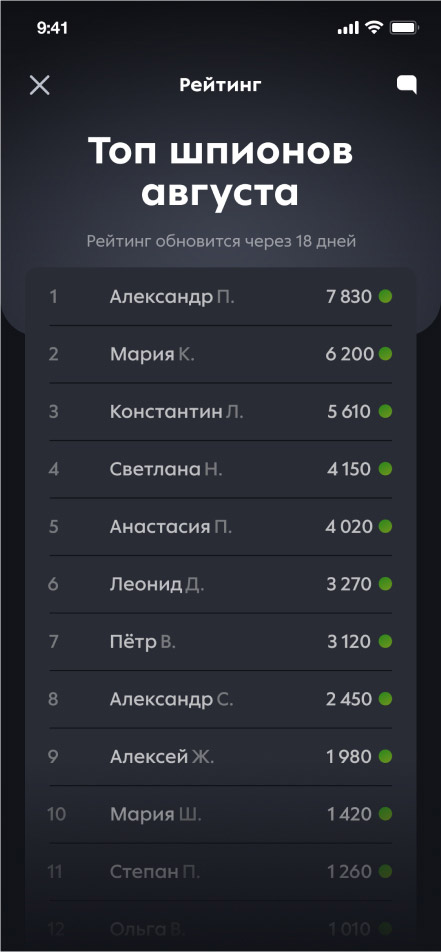 9:41
Рейтинг
Топ шпионов
августа
Рейтинг обновится через 18 дней
1 Александр П. 7 830
2 Мария К. 6 200
3 Константин Л. 5 610
4 Светлана Н. 4 150
5 Анастасия П. 4 020
6 Леонид Д. 3 270
7 Пётр В. 3 120
8 Александр С. 2 450
9 Алексей Ж. 1 980
10 Мария Ш. 1 420
11 Степан П. 1 260
12 Ольга В. 1 010